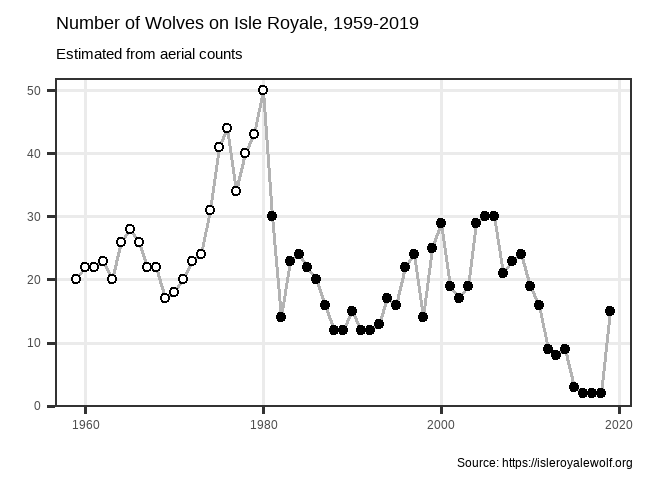 Number of Wolves on Isle Royale, 1959-2019
Estimated from aerial counts
50
40
30
20
10
0
1960 1980 2000 2020
Source: https://isleroyalewolf.org